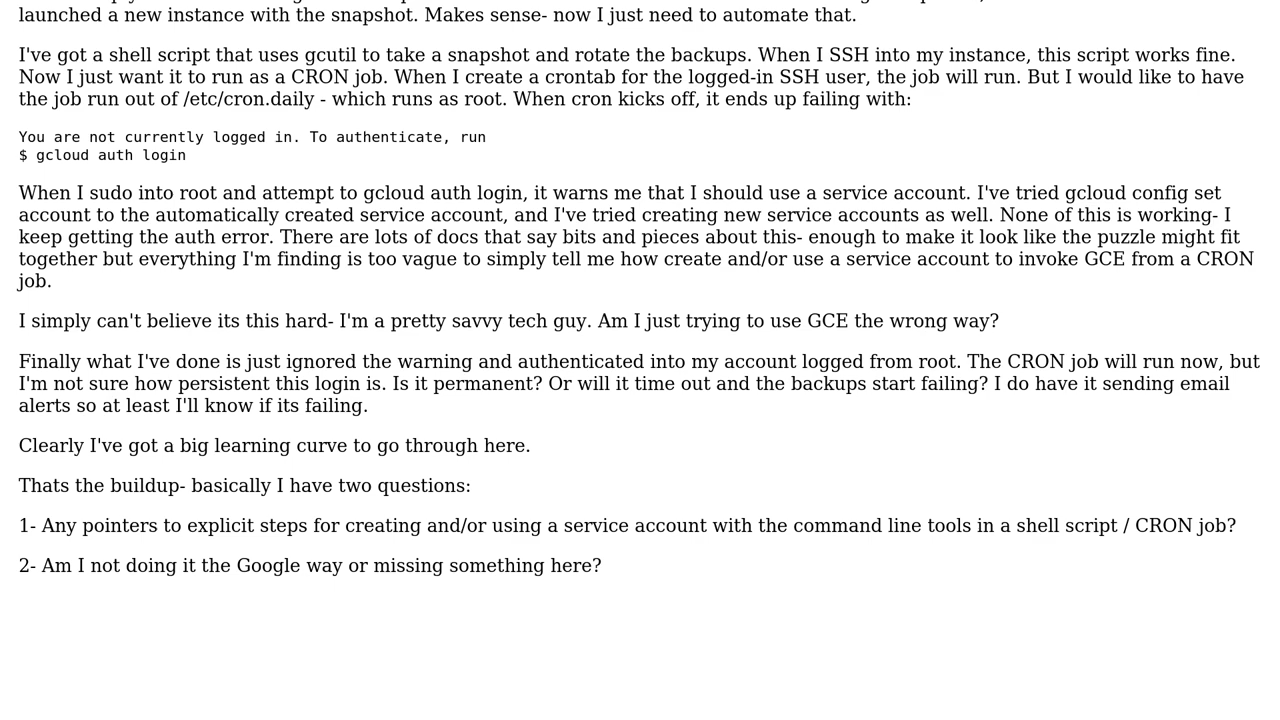 launched a new instance with the snapshot. Makes sense- now I just need to automate that.
I've got a shell script that uses gcutil to take a snapshot and rotate the backups. When I SSH into my instance, this script works fine.
Now I just want it to run as a CRON job. When I create a crontab for the logged-in SSH user, the job will run. But I would like to have
the job run out of /etc/cron.daily - which runs as root. When cron kicks off, it ends up failing with:
You are not currently logged in. To authenticate, run
$ gcloud auth login
When I sudo into root and attempt to gcloud auth login, it warns me that I should use a service account. I've tried gcloud config set
account to the automatically created service account, and I've tried creating new service accounts as well. None of this is working- I
keep getting the auth error. There are lots of docs that say bits and pieces about this- enough to make it look like the puzzle might fit
together but everything I'm finding is too vague to simply tell me how create and/or use a service account to invoke GCE from a CRON
job.
I simply can't believe its this hard- I'm a pretty savvy tech guy. Am I just trying to use GCE the wrong way?
Finally what I've done is just ignored the warning and authenticated into my account logged from root. The CRON job will run now, but
I'm not sure how persistent this login is. Is it permanent? Or will it time out and the backups start failing? I do have it sending email
alerts so at least I'll know if its failing.
Clearly I've got a big learning curve to go through here.
Thats the buildup- basically I have two questions:
1- Any pointers to explicit steps for creating and/or using a service account with the command line tools in a shell script / CRON job?
2- Am I not doing it the Google way or missing something here?